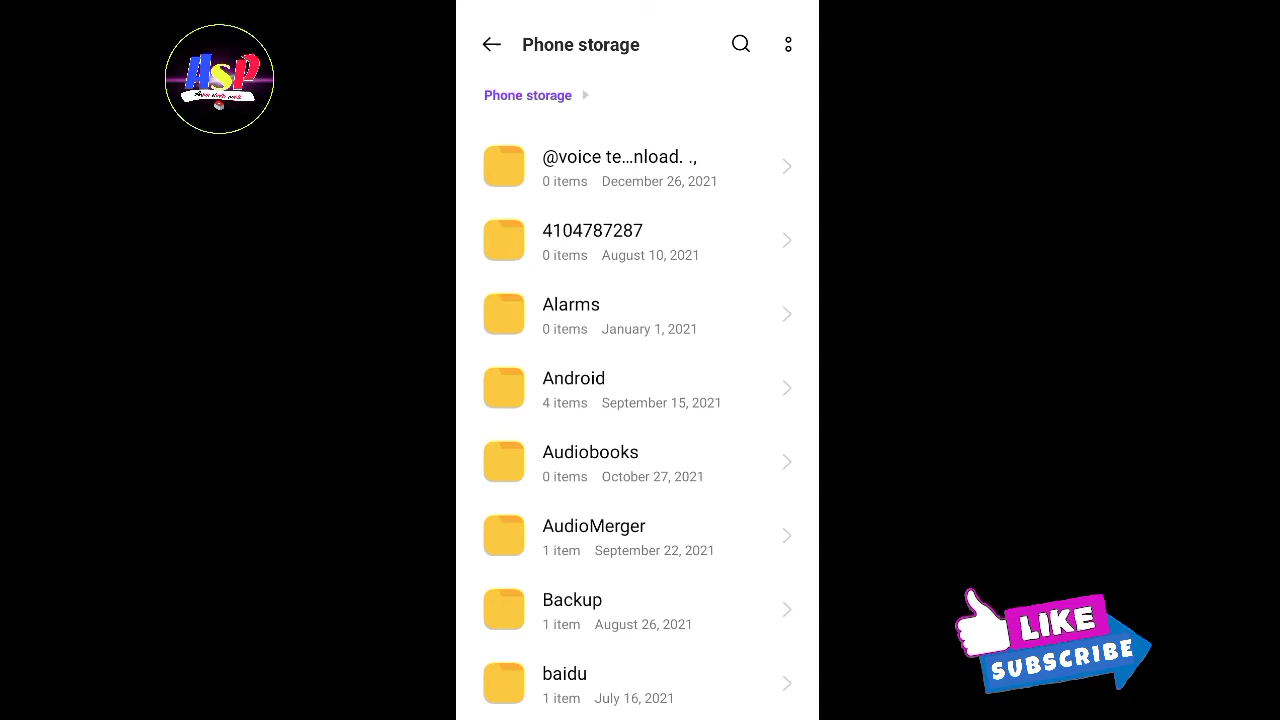 HSP
Phone storage
Phone storage
@voice te...nload. .,
0 items December 26, 2021
4104787287
0 items August 10, 2021
Alarms
0 items January 1, 2021
Android
4 items September 15, 2021
Audiobooks
0 items October 27, 2021
AudioMerger
1 item September 22, 2021
Backup
1 item August 26, 2021
baidu
1 item July 16, 2021
LIKE
SUBSCRIBE